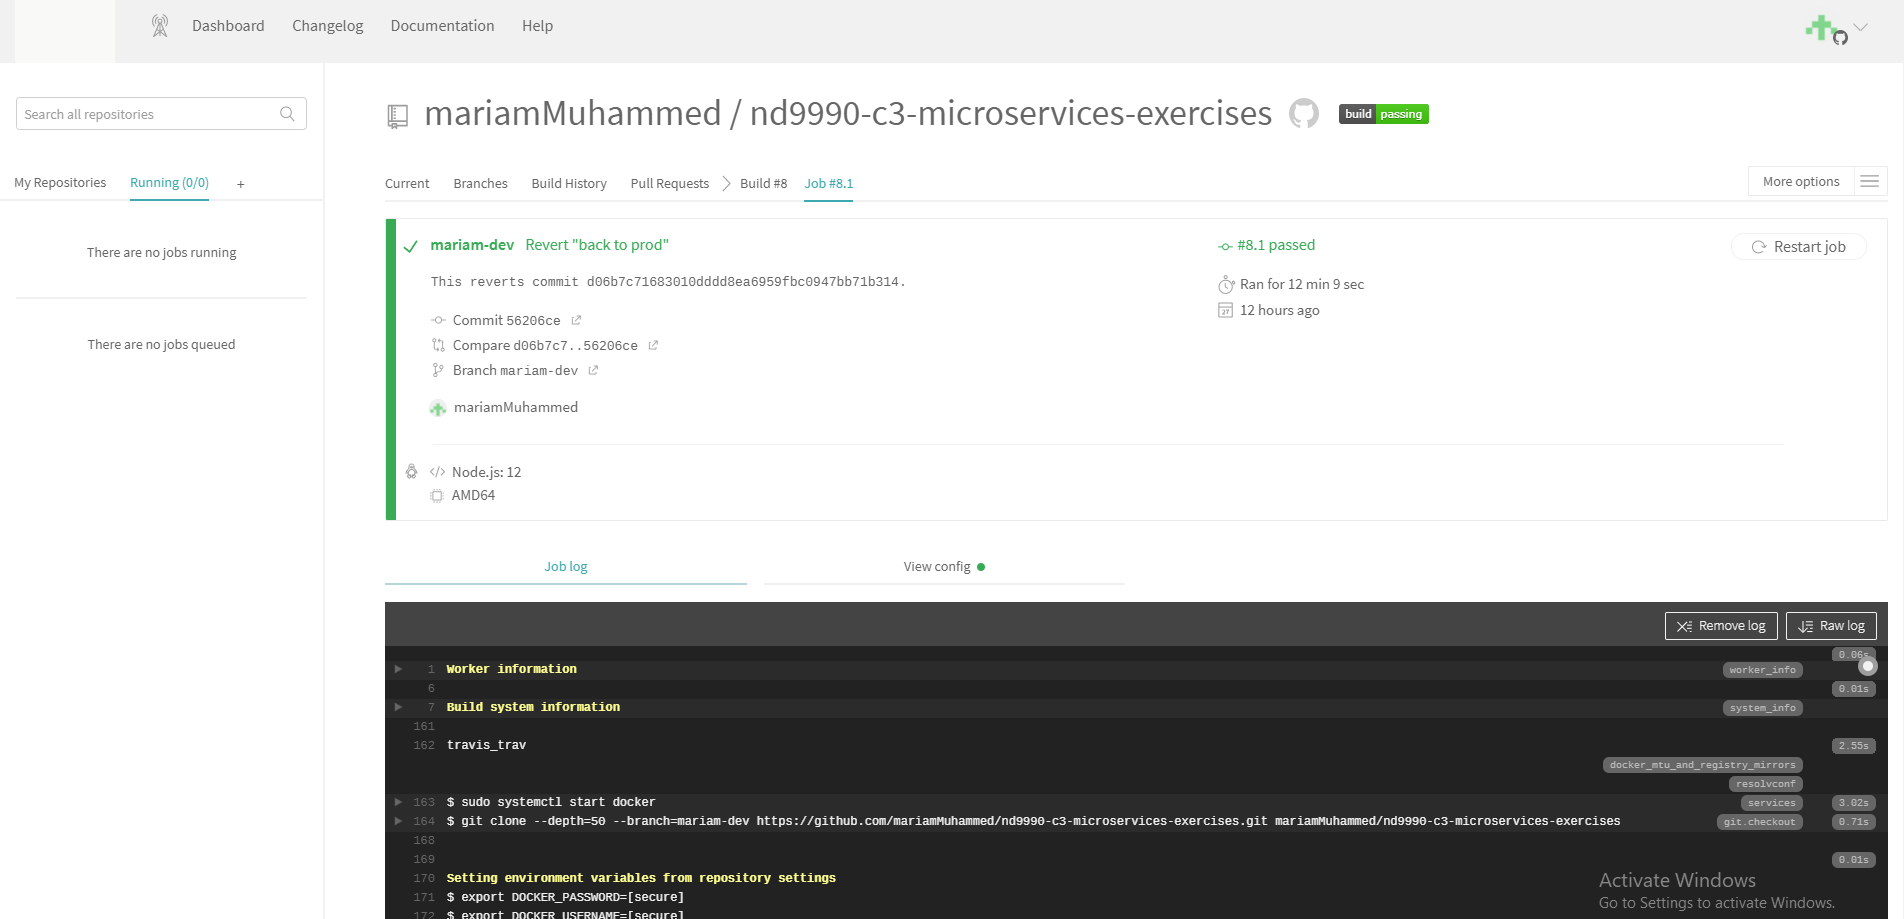 Dashboard Changelog Documentation Help
Search all repositories
My Repositories Running (0/0) +
There are no jobs running
There are no jobs queued
mariamMuhammed / nd9990-c3-microservices-exercises build passing
Current Branches Build History Pull Requests Build #8 Job #8.1
More options
mariam-dev Revert "back to prod"
This reverts commit d06b7c71683010dddd8ea6959fbc0947bb71b314.
Commit 56206ce
Compare d06b7c7..56206ce
Branch mariam-dev
mariamMuhammed
#8.1 passed
Ran for 12 min 9 sec
27 12 hours ago
Restart job
Node.js: 12
AMD64
Job log View config
Remove log Raw log
0.06s
1 Worker information worker_info
6 0.01s
7 Build system information system_info
161
162 travis_trav 2.55s
docker_mtu_and_registry_mirrors
resolvconf
163 $ sudo systemctl start docker services 3.02s
164 $ git clone --depth=50 --branch=mariam-dev https://github.com/mariamMuhammed/nd9990-c3-microservices-exercises.git mariamMuhammed/nd9990-c3-microservices-exercises git.checkout 0.71s
168
169 0.01s
170 Setting environment variables from repository settings
171 $ export DOCKER_PASSWORD=[secure]
172 $ export DOCKER_USERNAME=[secure]
Activate Windows
Go to Settings to activate Windows.